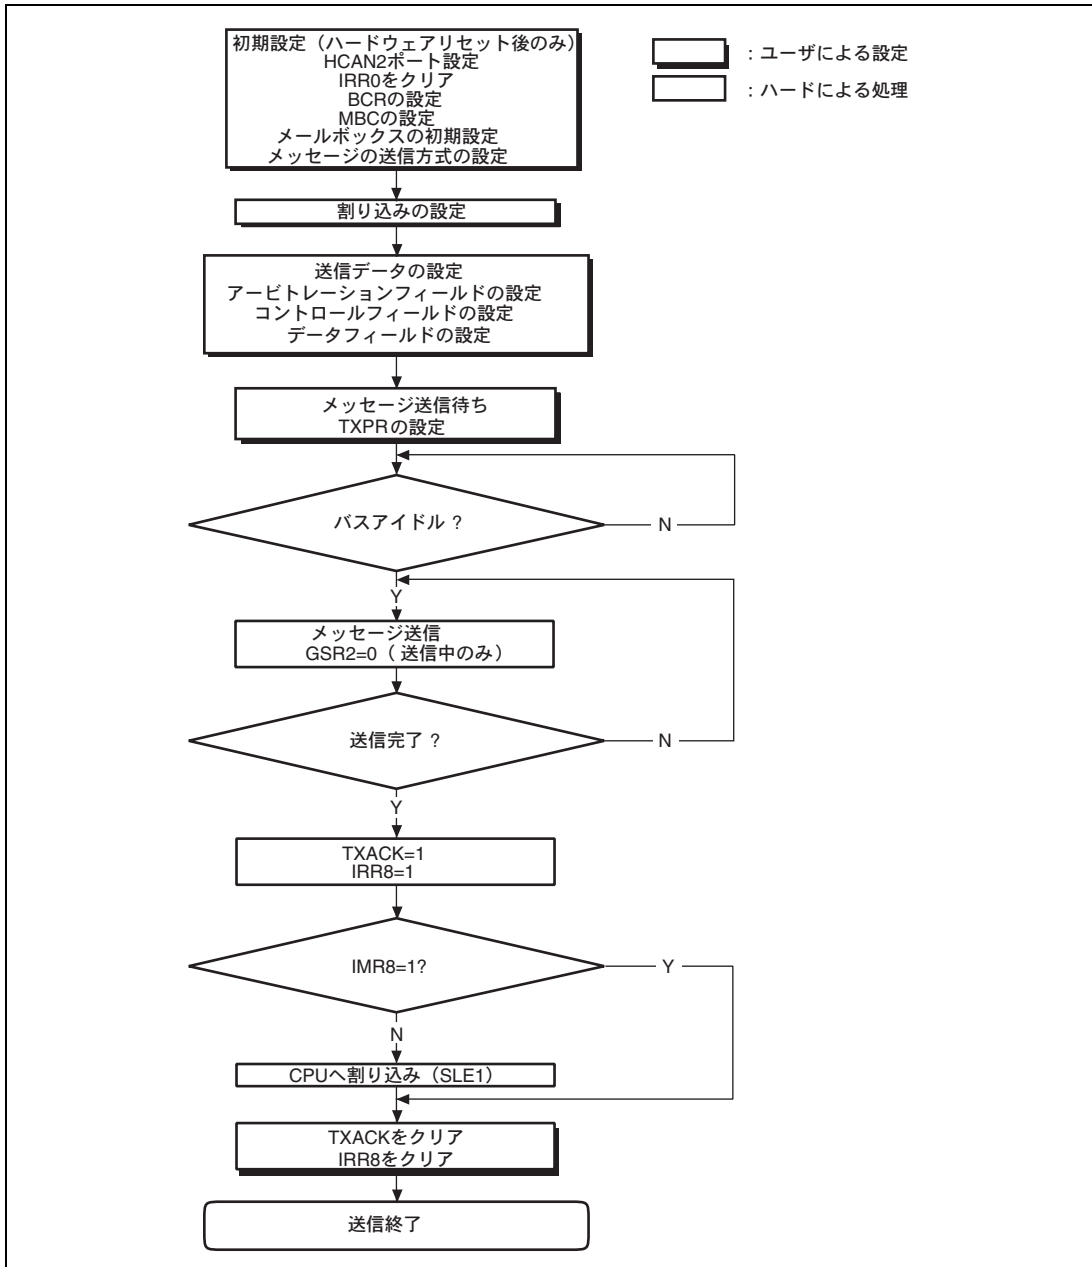 初期設定（ハードウェアリセット後のみ）
HCAN2ポート設定
IRR0をクリア
BCRの設定
MBCの設定
メールボックスの初期設定
メッセージの送信方式の設定
：ユーザによる設定
：ハードによる処理
割り込みの設定
送信データの設定
アービトレーションフィールドの設定
コントロールフィールドの設定
データフィールドの設定
メッセージ送信待ち
TXPRの設定
バスアイドル ?
N
Y
メッセージ送信
GSR2=0（ 送信中のみ）
送信完了 ?
N
Y
TXACK=1
IRR8=1
IMR8=1?
Y
N
CPUへ割り込み（SLE1）
TXACKをクリア
IRR8をクリア
送信終了